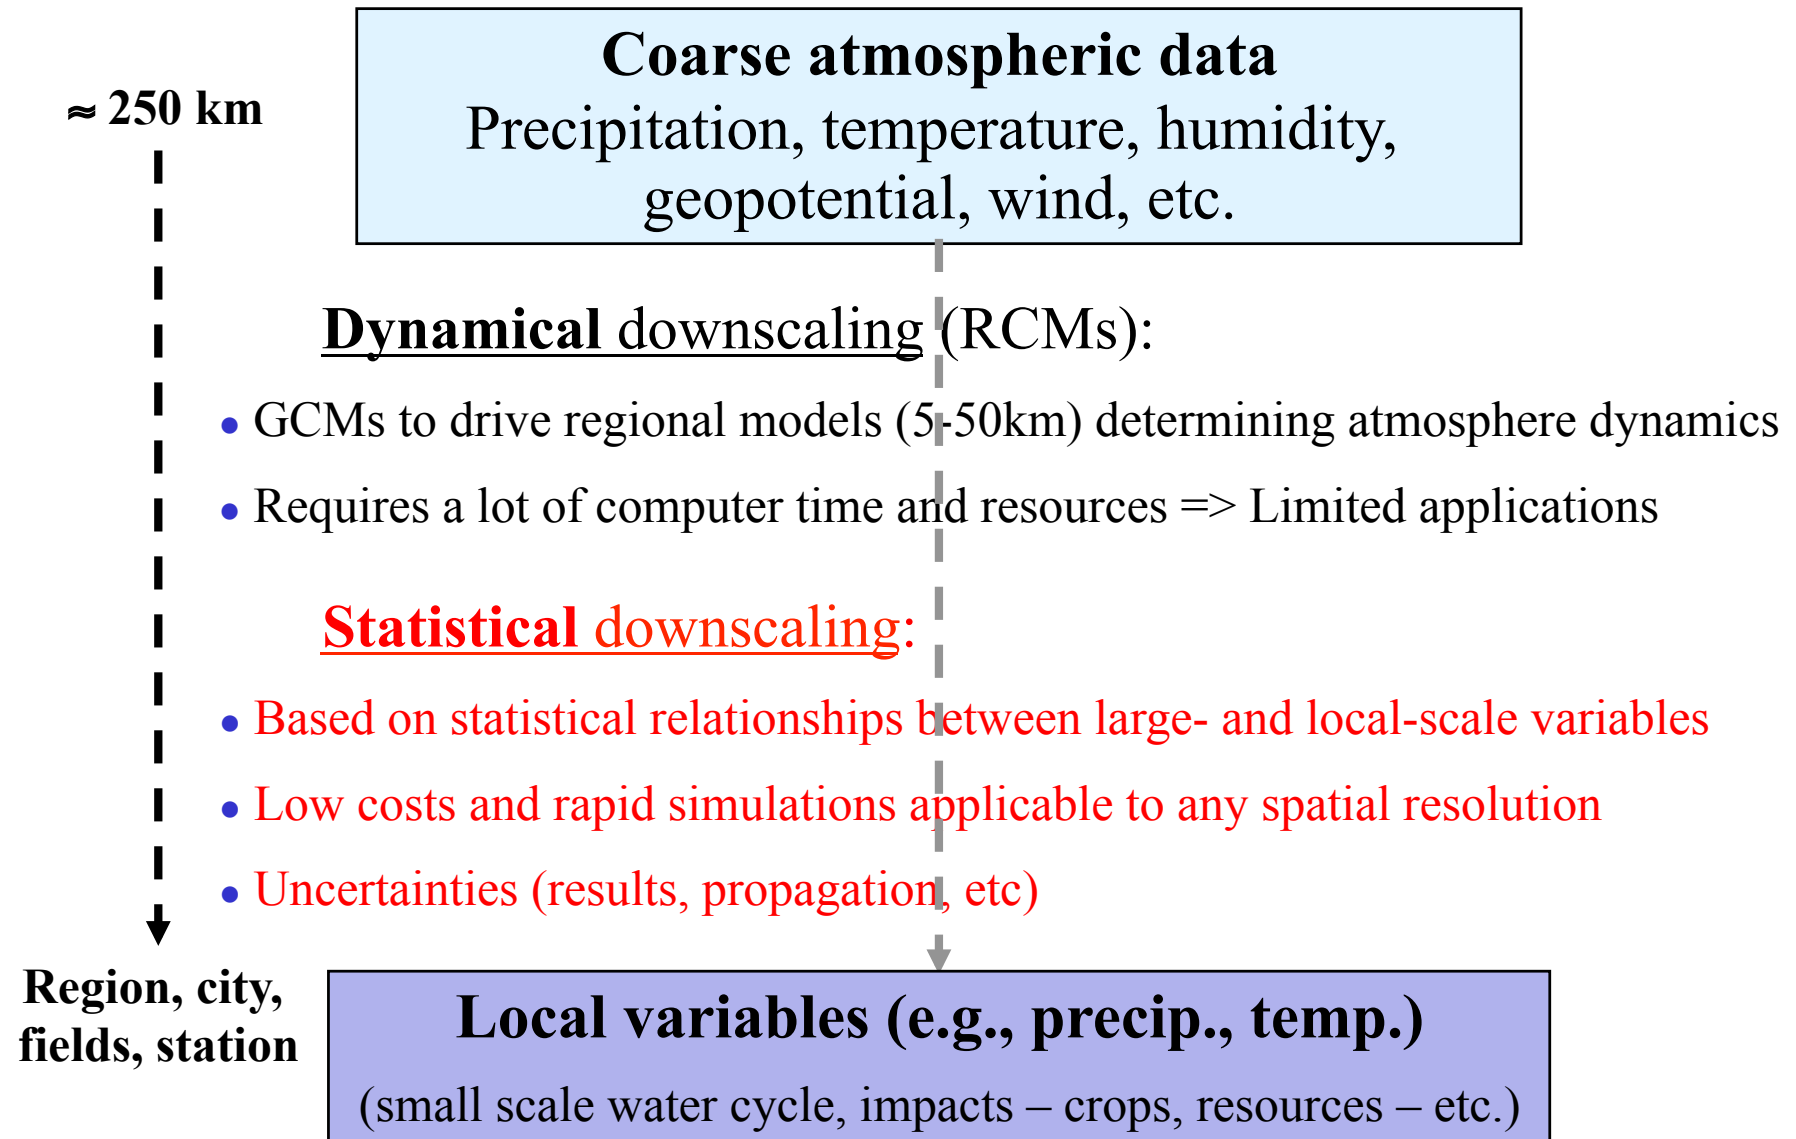 Coarse atmospheric data
≈ 250 km
Precipitation, temperature, humidity,
geopotential, wind, etc.
Dynamical downscaling (RCMs):
• GCMs to drive regional models (5-50km) determining atmosphere dynamics
• Requires a lot of computer time and resources => Limited applications
Statistical downscaling:
• Based on statistical relationships between large- and local-scale variables
• Low costs and rapid simulations applicable to any spatial resolution
• Uncertainties (results, propagation, etc)
Region, city,
fields, station
Local variables (e.g., precip., temp.)
(small scale water cycle, impacts – crops, resources – etc.)